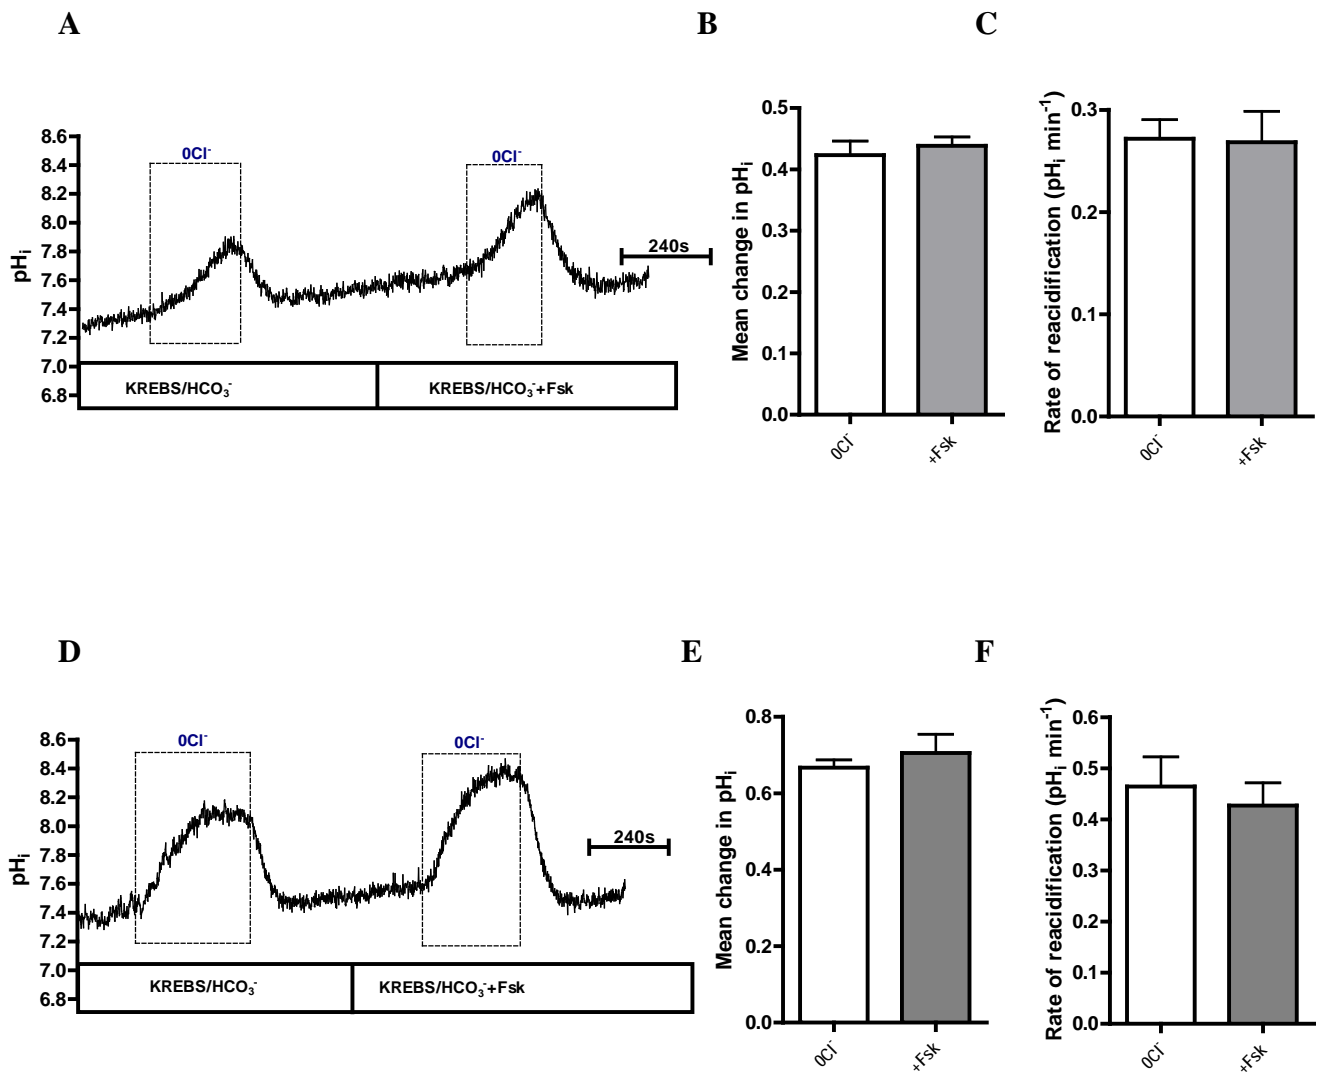 A
B
C
8.6
8.4
8.2
8.0
7.8
7.6
7.4
7.2
7.0
6.8
pHi
0Cl⁻
0Cl⁻
240s
KREBS/HCO₃⁻
KREBS/HCO₃⁻+Fsk
0.5
0.4
0.3
0.2
0.1
0.0
Mean change in pHi
0Cl⁻
+Fsk
0.3
0.2
0.1
0.0
Rate of reacidification (pHi min⁻¹)
0Cl⁻
+Fsk
D
E
F
8.6
8.4
8.2
8.0
7.8
7.6
7.4
7.2
7.0
6.8
pHi
0Cl⁻
0Cl⁻
240s
KREBS/HCO₃⁻
KREBS/HCO₃⁻+Fsk
0.8
0.6
0.4
0.2
0.0
Mean change in pHi
0Cl⁻
+Fsk
0.6
0.5
0.4
0.3
0.2
0.1
0.0
Rate of reacidification (pHi min⁻¹)
0Cl⁻
+Fsk